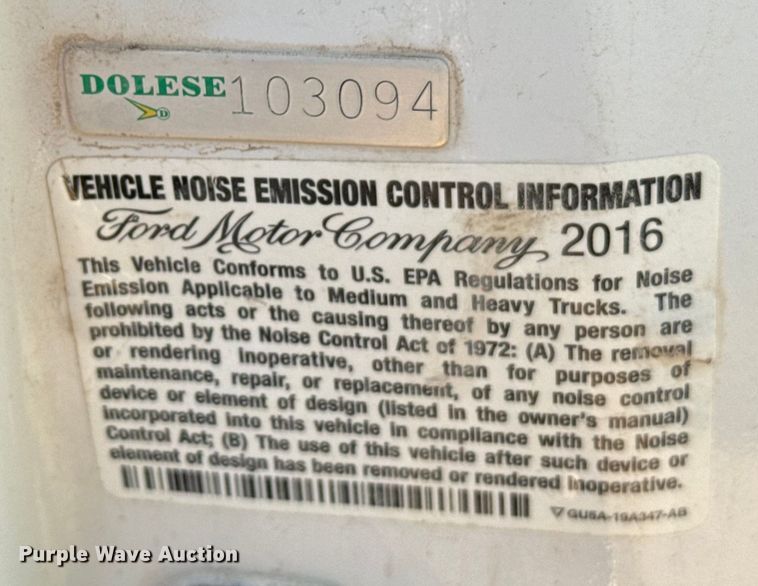 DOLESE 103094
D
VEHICLE NOISE EMISSION CONTROL INFORMATION
Ford Motor Company 2016
This Vehicle Conforms to U.S. EPA Regulations for Noise
Emission Applicable to Medium and Heavy Trucks. The
following acts or the causing thereof by any person are
prohibited by the Noise Control Act of 1972: (A) The removal
or rendering inoperative, other than for purposes of
maintenance, repair, or replacement, of any noise control
device or element of design (listed in the owner's manual)
incorporated into this vehicle in compliance with the Noise
Control Act; (B) The use of this vehicle after such device or
element of design has been removed or rendered inoperative.
GU5A-19A347-AB
Purple Wave Auction